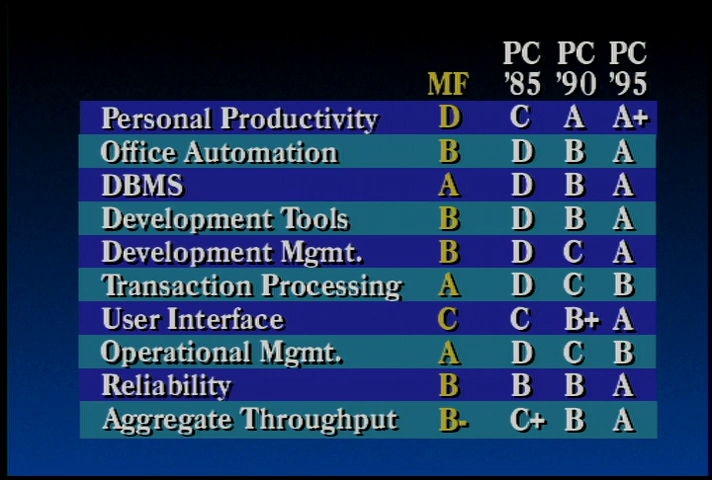 PC PC PC
MF '85 '90 '95
Personal Productivity D C A A+
Office Automation B D B A
DBMS A D B A
Development Tools B D B A
Development Mgmt. B D C A
Transaction Processing A D C B
User Interface C C B+ A
Operational Mgmt. A D C B
Reliability B B B A
Aggregate Throughput B- C+ B A